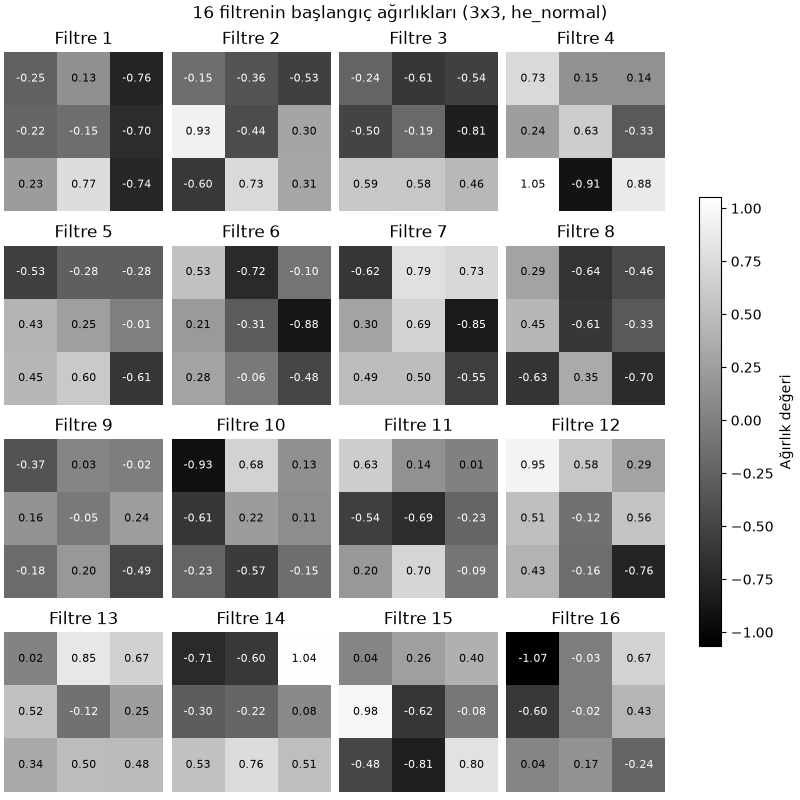 16 filtrenin başlangıç ağırlıkları (3x3, he_normal)
Filtre 1 Filtre 2 Filtre 3 Filtre 4
-0.25 0.13 -0.76 -0.15 -0.36 -0.53 -0.24 -0.61 -0.54 0.73 0.15 0.14
-0.22 -0.15 -0.70 0.93 -0.44 0.30 -0.50 -0.19 -0.81 0.24 0.63 -0.33
0.23 0.77 -0.74 -0.60 0.73 0.31 0.59 0.58 0.46 1.05 -0.91 0.88
Filtre 5 Filtre 6 Filtre 7 Filtre 8
-0.53 -0.28 -0.28 0.53 -0.72 -0.10 -0.62 0.79 0.73 0.29 -0.64 -0.46
0.43 0.25 -0.01 0.21 -0.31 -0.88 0.30 0.69 -0.85 0.45 -0.61 -0.33
0.45 0.60 -0.61 0.28 -0.06 -0.48 0.49 0.50 -0.55 -0.63 0.35 -0.70
Filtre 9 Filtre 10 Filtre 11 Filtre 12
-0.37 0.03 -0.02 -0.93 0.68 0.13 0.63 0.14 0.01 0.95 0.58 0.29
0.16 -0.05 0.24 -0.61 0.22 0.11 -0.54 -0.69 -0.23 0.51 -0.12 0.56
-0.18 0.20 -0.49 -0.23 -0.57 -0.15 0.20 0.70 -0.09 0.43 -0.16 -0.76
Filtre 13 Filtre 14 Filtre 15 Filtre 16
0.02 0.85 0.67 -0.71 -0.60 1.04 0.04 0.26 0.40 -1.07 -0.03 0.67
0.52 -0.12 0.25 -0.30 -0.22 0.08 0.98 -0.62 -0.08 -0.60 -0.02 0.43
0.34 0.50 0.48 0.53 0.76 0.51 -0.48 -0.81 0.80 0.04 0.17 -0.24
1.00
0.75
0.50
0.25
0.00
−0.25
−0.50
−0.75
−1.00
Ağırlık değeri